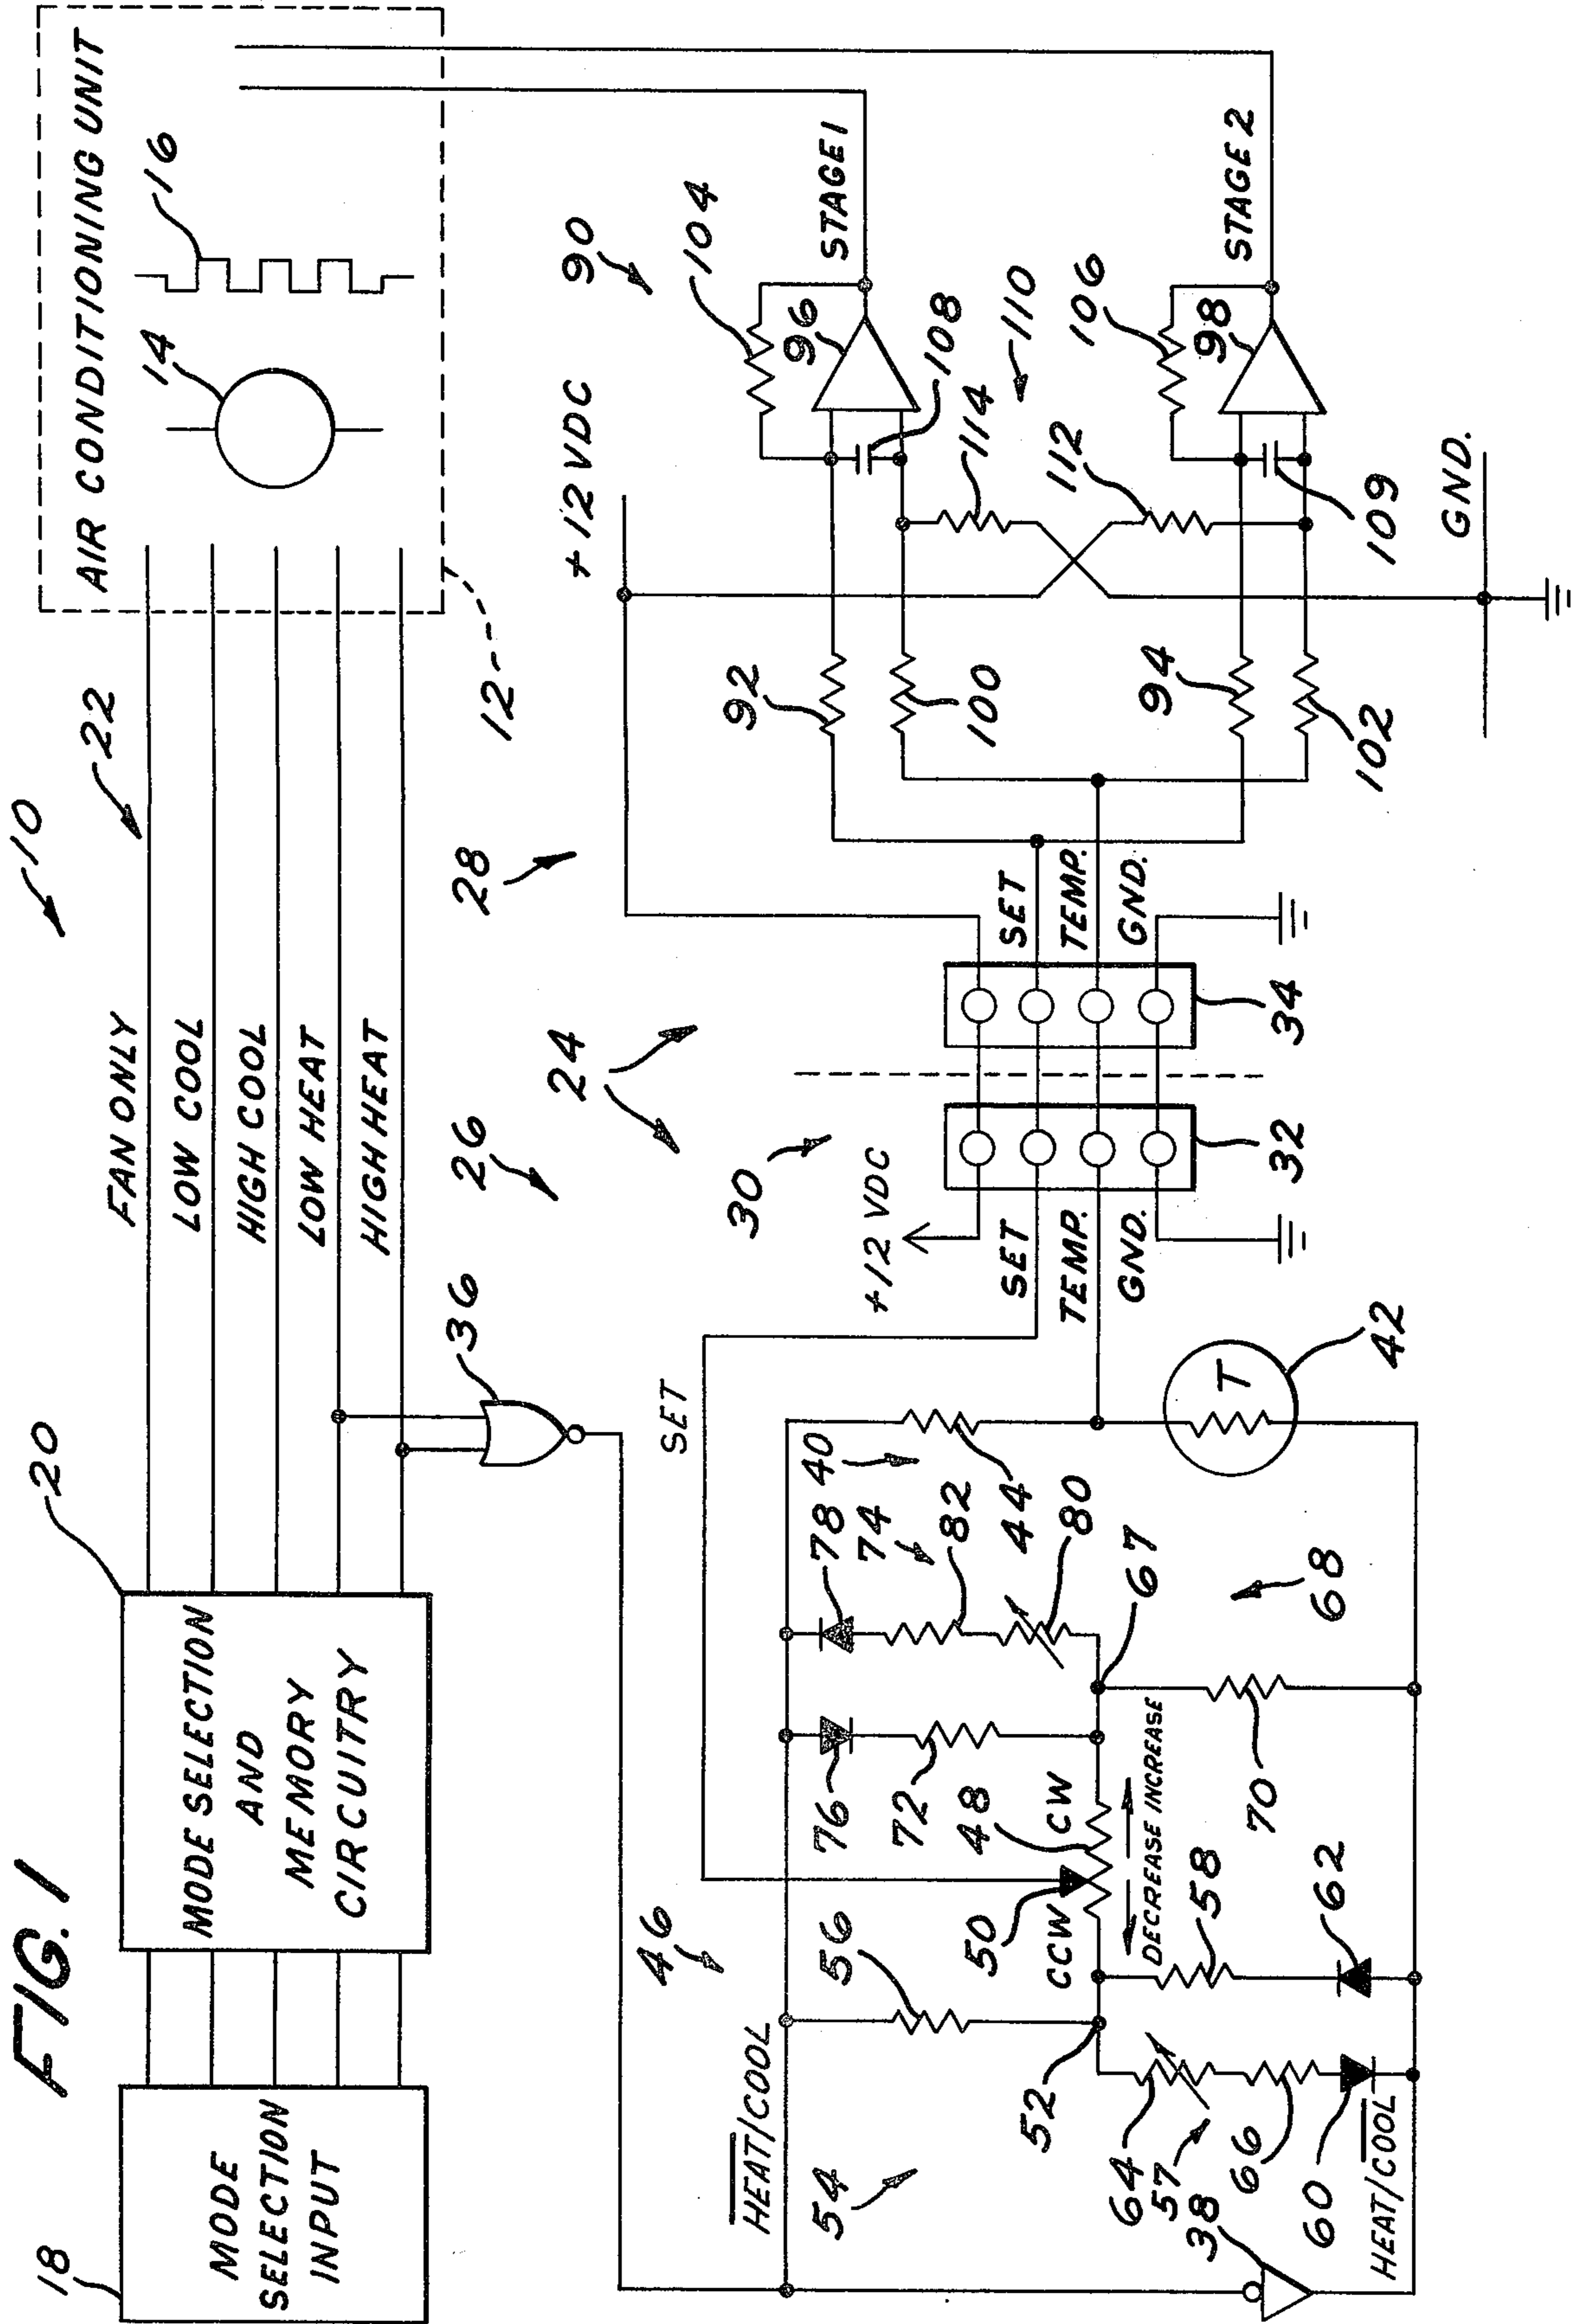 FIG. 1
10
18
MODE
SELECTION
INPUT
20
MODE SELECTION
AND
MEMORY
CIRCUITRY
FAN ONLY
LOW COOL
HIGH COOL
LOW HEAT
HIGH HEAT
22
AIR CONDITIONING UNIT
14
16
12
36
26
24
28
30
SET
+12 VDC
SET
TEMP.
GND.
32
34
SET
TEMP.
GND.
+12 VDC
90
92
100
94
102
96
104
108
110
114
112
98
106
109
STAGE 1
STAGE 2
GND.
46
HEAT/COOL
54
56
52
64
57
66
60
38
HEAT/COOL
50
CCW
CW
48
DECREASE INCREASE
58
62
76
72
78
74
82
80
67
70
68
40
44
T
42